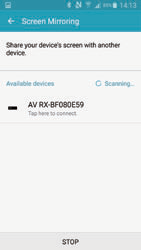 89% 14:13
Screen Mirroring
Share your device's screen with another
device.
Available devices
Scanning...
AV RX-BF080E59
Tap here to connect.
STOP